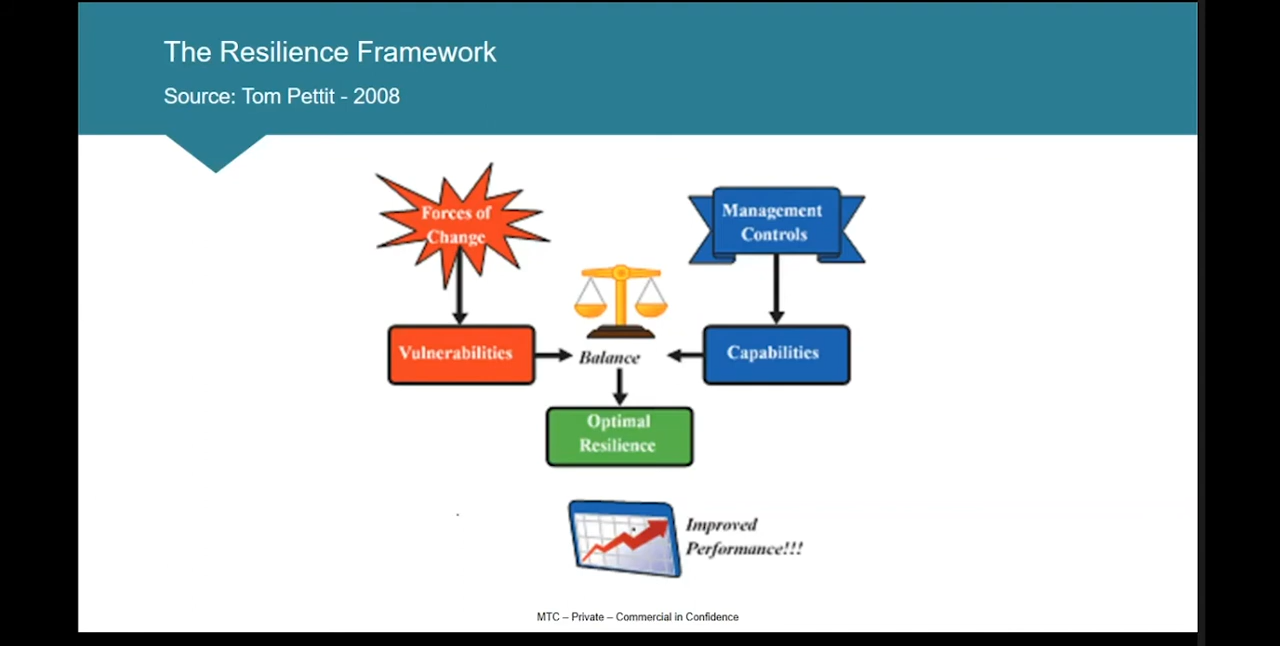 The Resilience Framework
Source: Tom Pettit - 2008
Forces of
Change
Management
Controls
Vulnerabilities
Balance
Capabilities
Optimal
Resilience
Improved
Performance!!!
MTC – Private – Commercial in Confidence